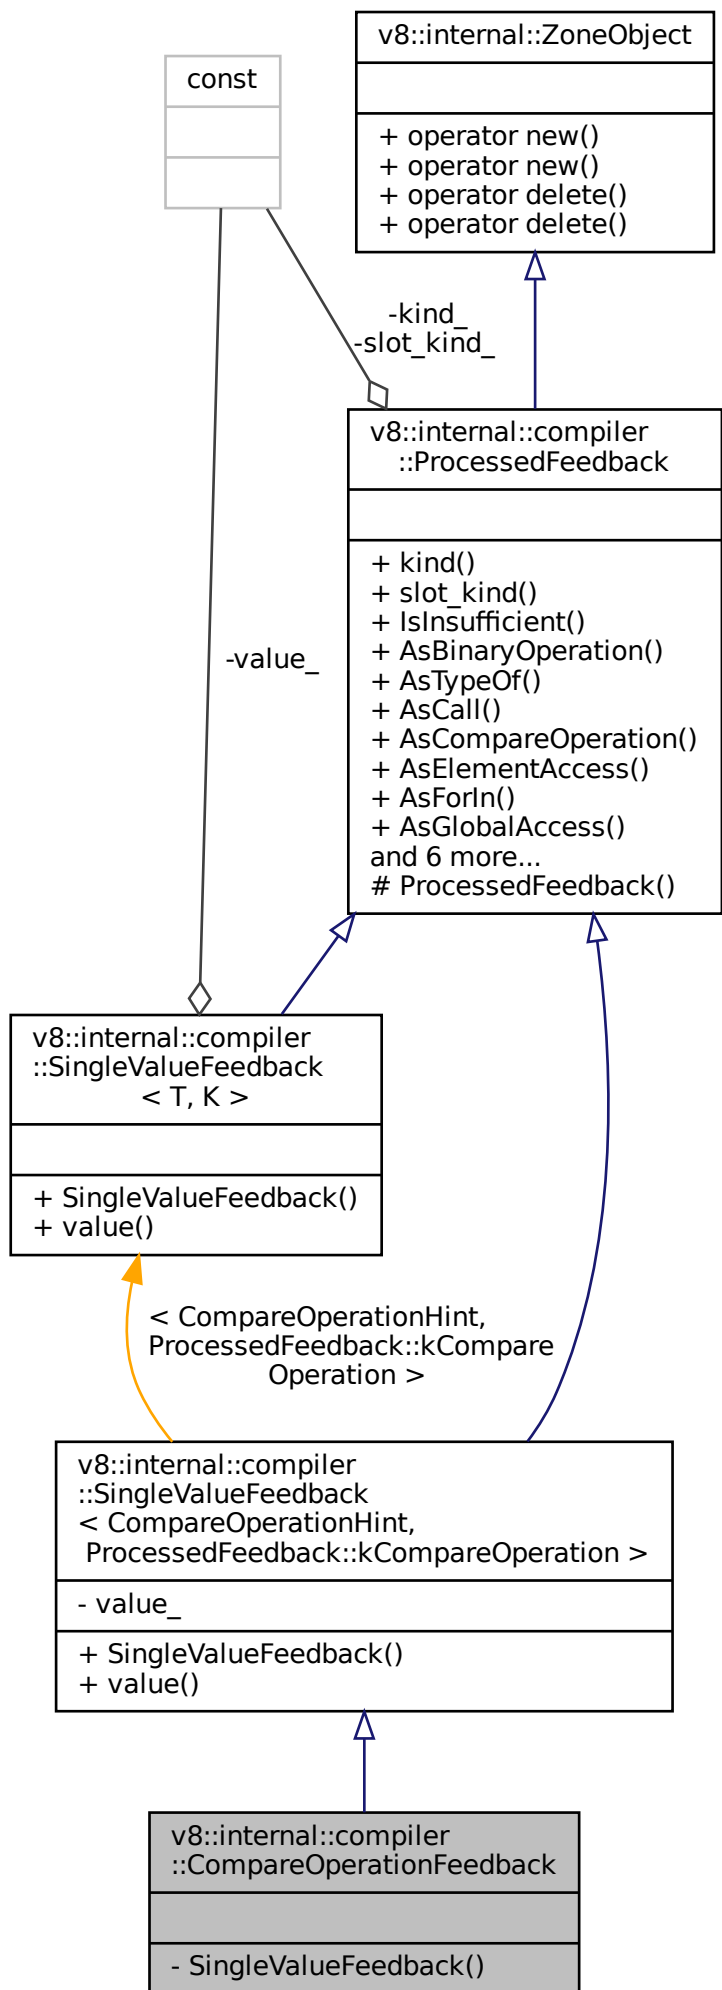 v8::internal::ZoneObject
+ operator new()
+ operator new()
+ operator delete()
+ operator delete()
const
-kind_
-slot_kind_
v8::internal::compiler
::ProcessedFeedback
+ kind()
+ slot_kind()
+ IsInsufficient()
+ AsBinaryOperation()
+ AsTypeOf()
+ AsCall()
+ AsCompareOperation()
+ AsElementAccess()
+ AsForIn()
+ AsGlobalAccess()
and 6 more...
# ProcessedFeedback()
-value_
v8::internal::compiler
::SingleValueFeedback
< T, K >
+ SingleValueFeedback()
+ value()
< CompareOperationHint,
ProcessedFeedback::kCompare
Operation >
v8::internal::compiler
::SingleValueFeedback
< CompareOperationHint,
ProcessedFeedback::kCompareOperation >
- value_
+ SingleValueFeedback()
+ value()
v8::internal::compiler
::CompareOperationFeedback
- SingleValueFeedback()